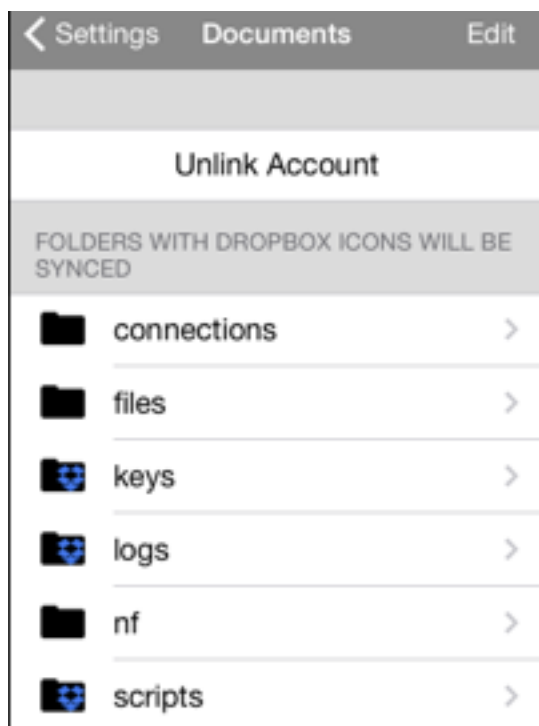 Settings Documents Edit
Unlink Account
FOLDERS WITH DROPBOX ICONS WILL BE
SYNCED
connections
files
keys
logs
nf
scripts